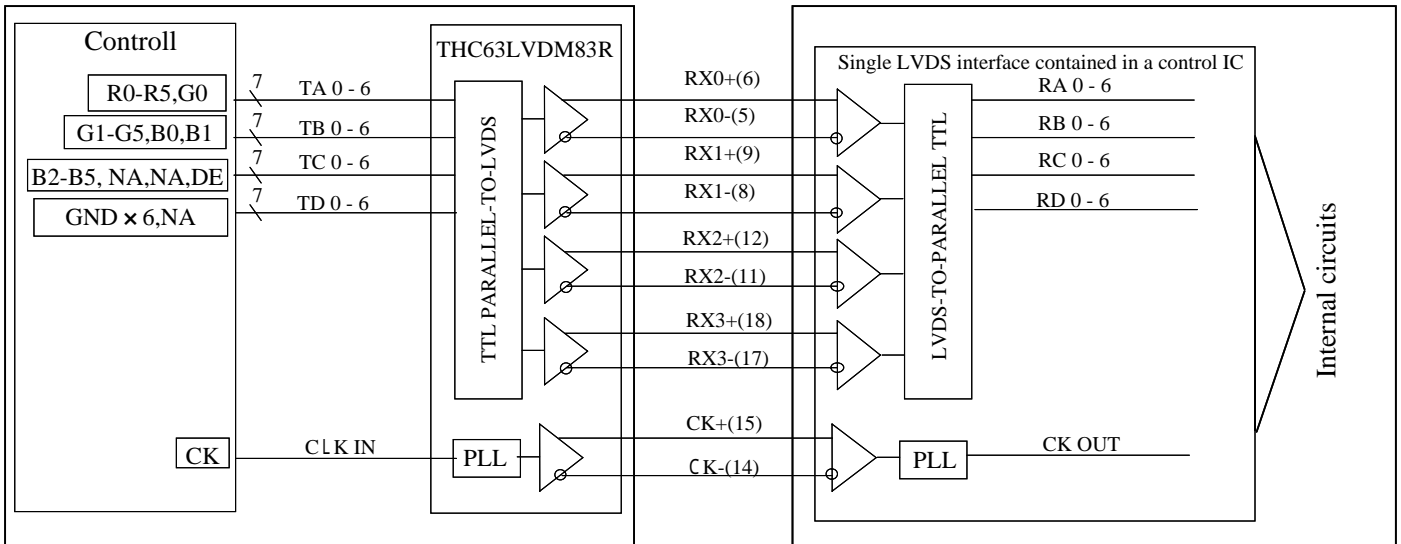 Controll
R0-R5,G0
G1-G5,B0,B1
B2-B5, NA,NA,DE
GND × 6,NA
CK
7
TA 0 - 6
7
TB 0 - 6
7
TC 0 - 6
7
TD 0 - 6
CLK IN
THC63LVDM83R
TTL PARALLEL-TO-LVDS
PLL
RX0+(6)
RX0-(5)
RX1+(9)
RX1-(8)
RX2+(12)
RX2-(11)
RX3+(18)
RX3-(17)
CK+(15)
CK-(14)
Single LVDS interface contained in a control IC
LVDS-TO-PARALLEL TTL
PLL
RA 0 - 6
RB 0 - 6
RC 0 - 6
RD 0 - 6
CK OUT
Internal circuits